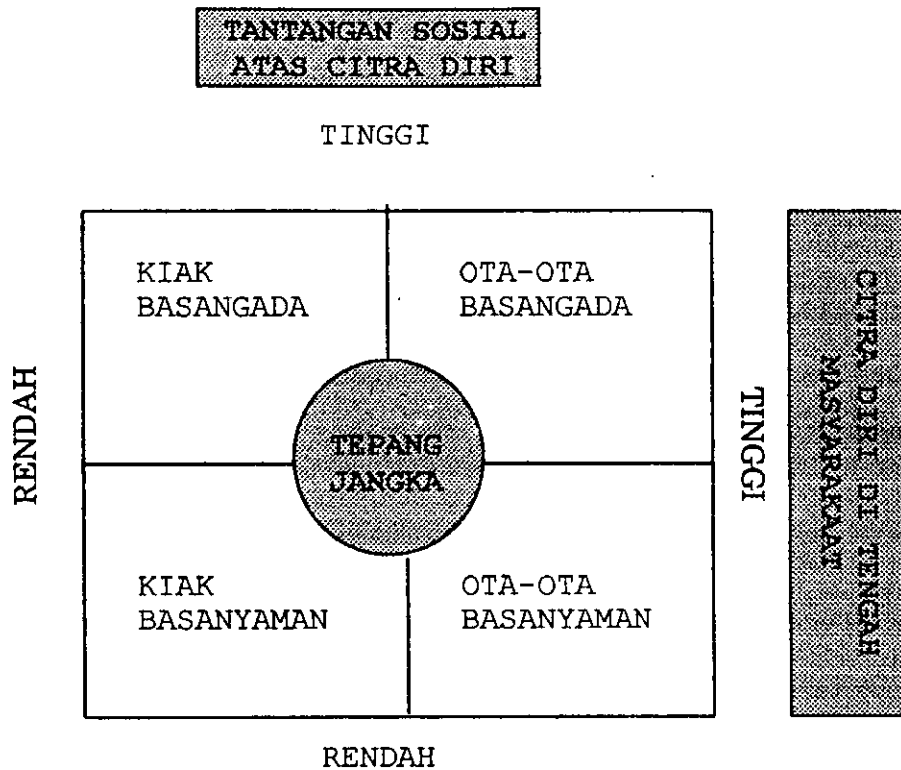 TANTANGAN SOSIAL
ATAS CITRA DIRI
TINGGI
KIAK
BASANGADA
OTA-OTA
BASANGADA
RENDAH
TEPANG
JANGKA
TINGGI
CITRA DIRI DI TENGAH
MASYARAKAAT
KIAK
BASANYAMAN
OTA-OTA
BASANYAMAN
RENDAH